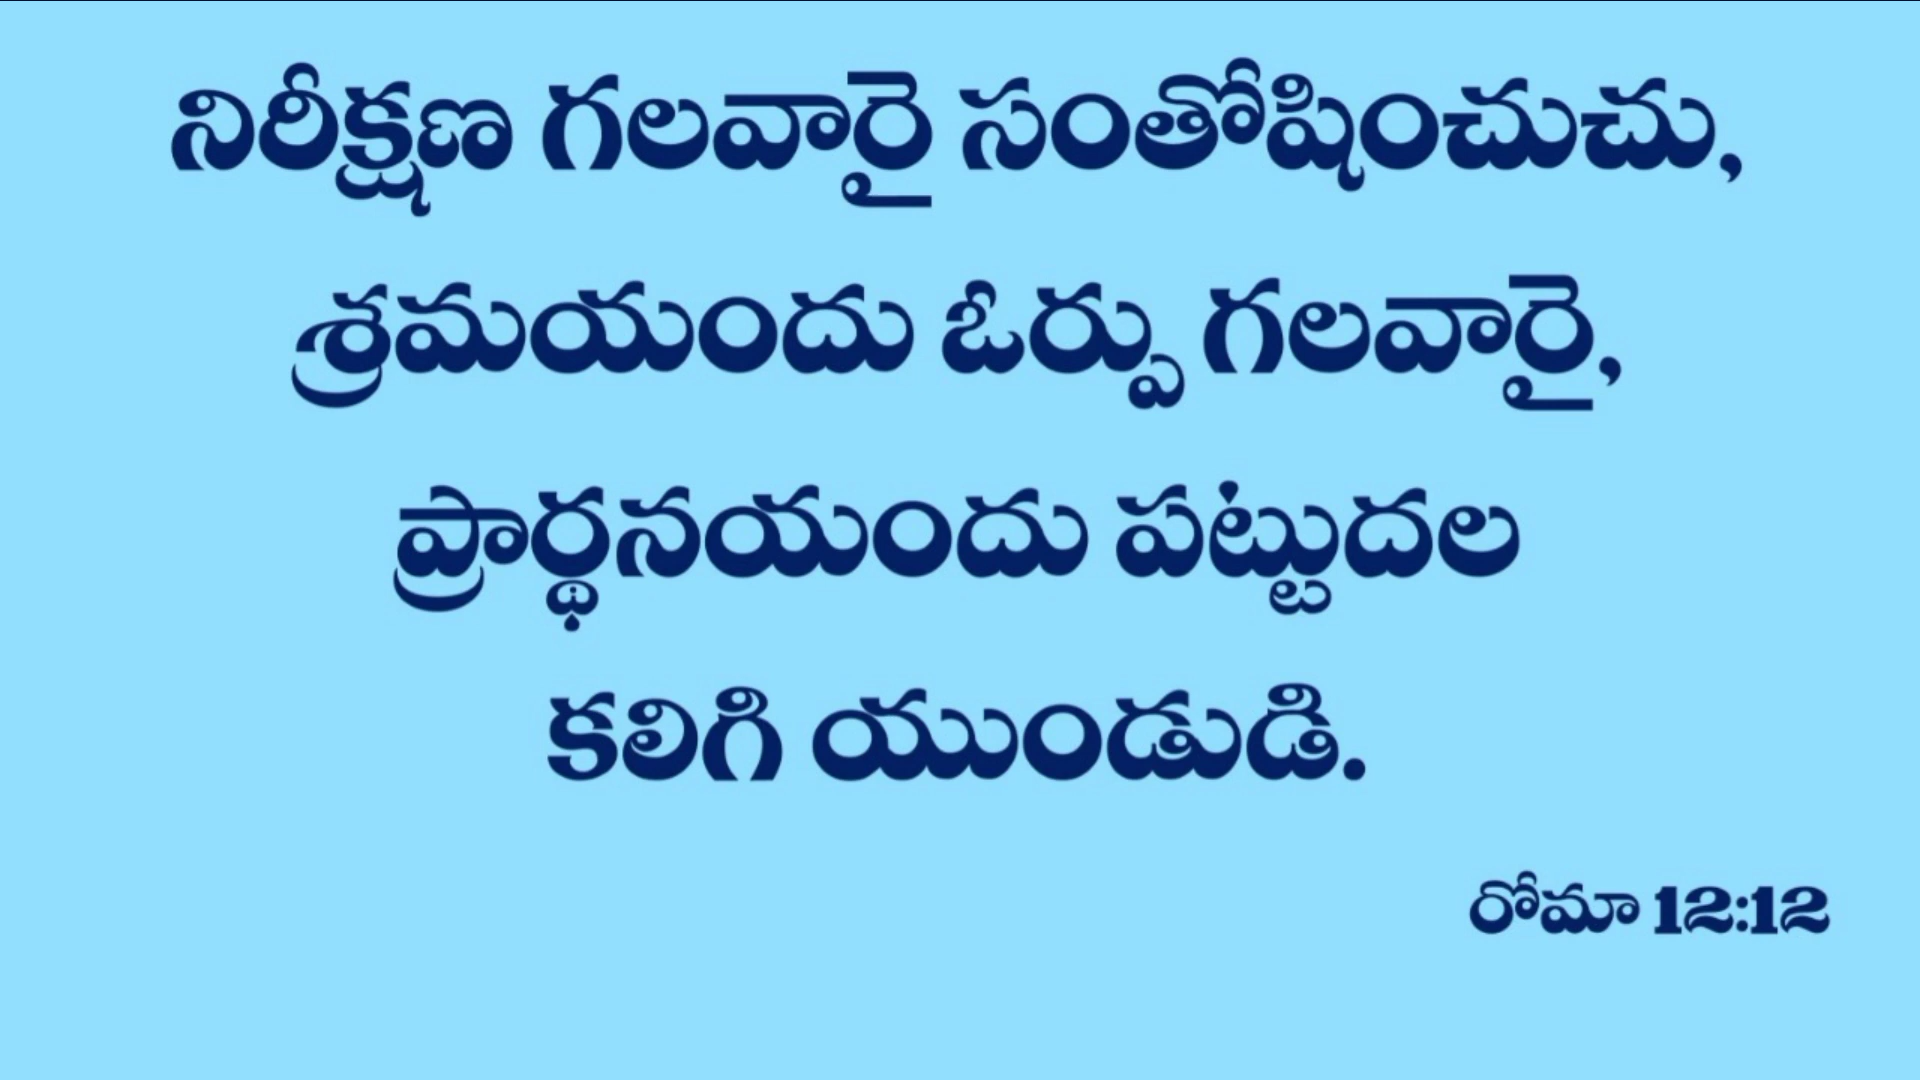 నిరీక్షణ గలవారై సంతోషించుచు,
శ్రమయందు ఓర్పు గలవారై,
ప్రార్థనయందు పట్టుదల
కలిగి యుండుడి.
రోమా 12:12